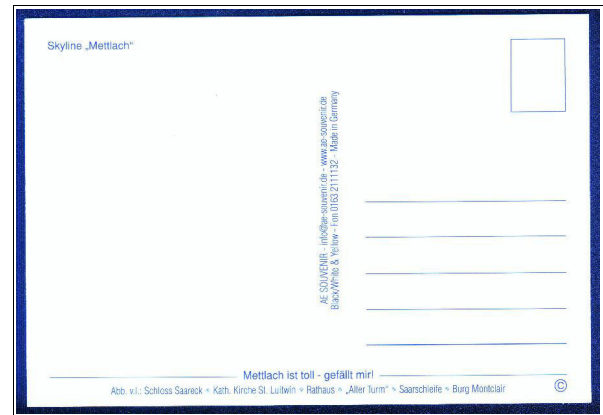 Skyline „Mettlach“
AE SOUVENIR - info@ae-souvenir.de - www.ae-souvenir.de
Black/White & Yellow - Fon 0163 2111132 - Made in Germany
Mettlach ist toll - gefällt mir!
Abb. v.l.: Schloss Saareck * Kath. Kirche St. Lutwin * Rathaus * „Alter Turm“ * Saarschleife * Burg Montclair
©